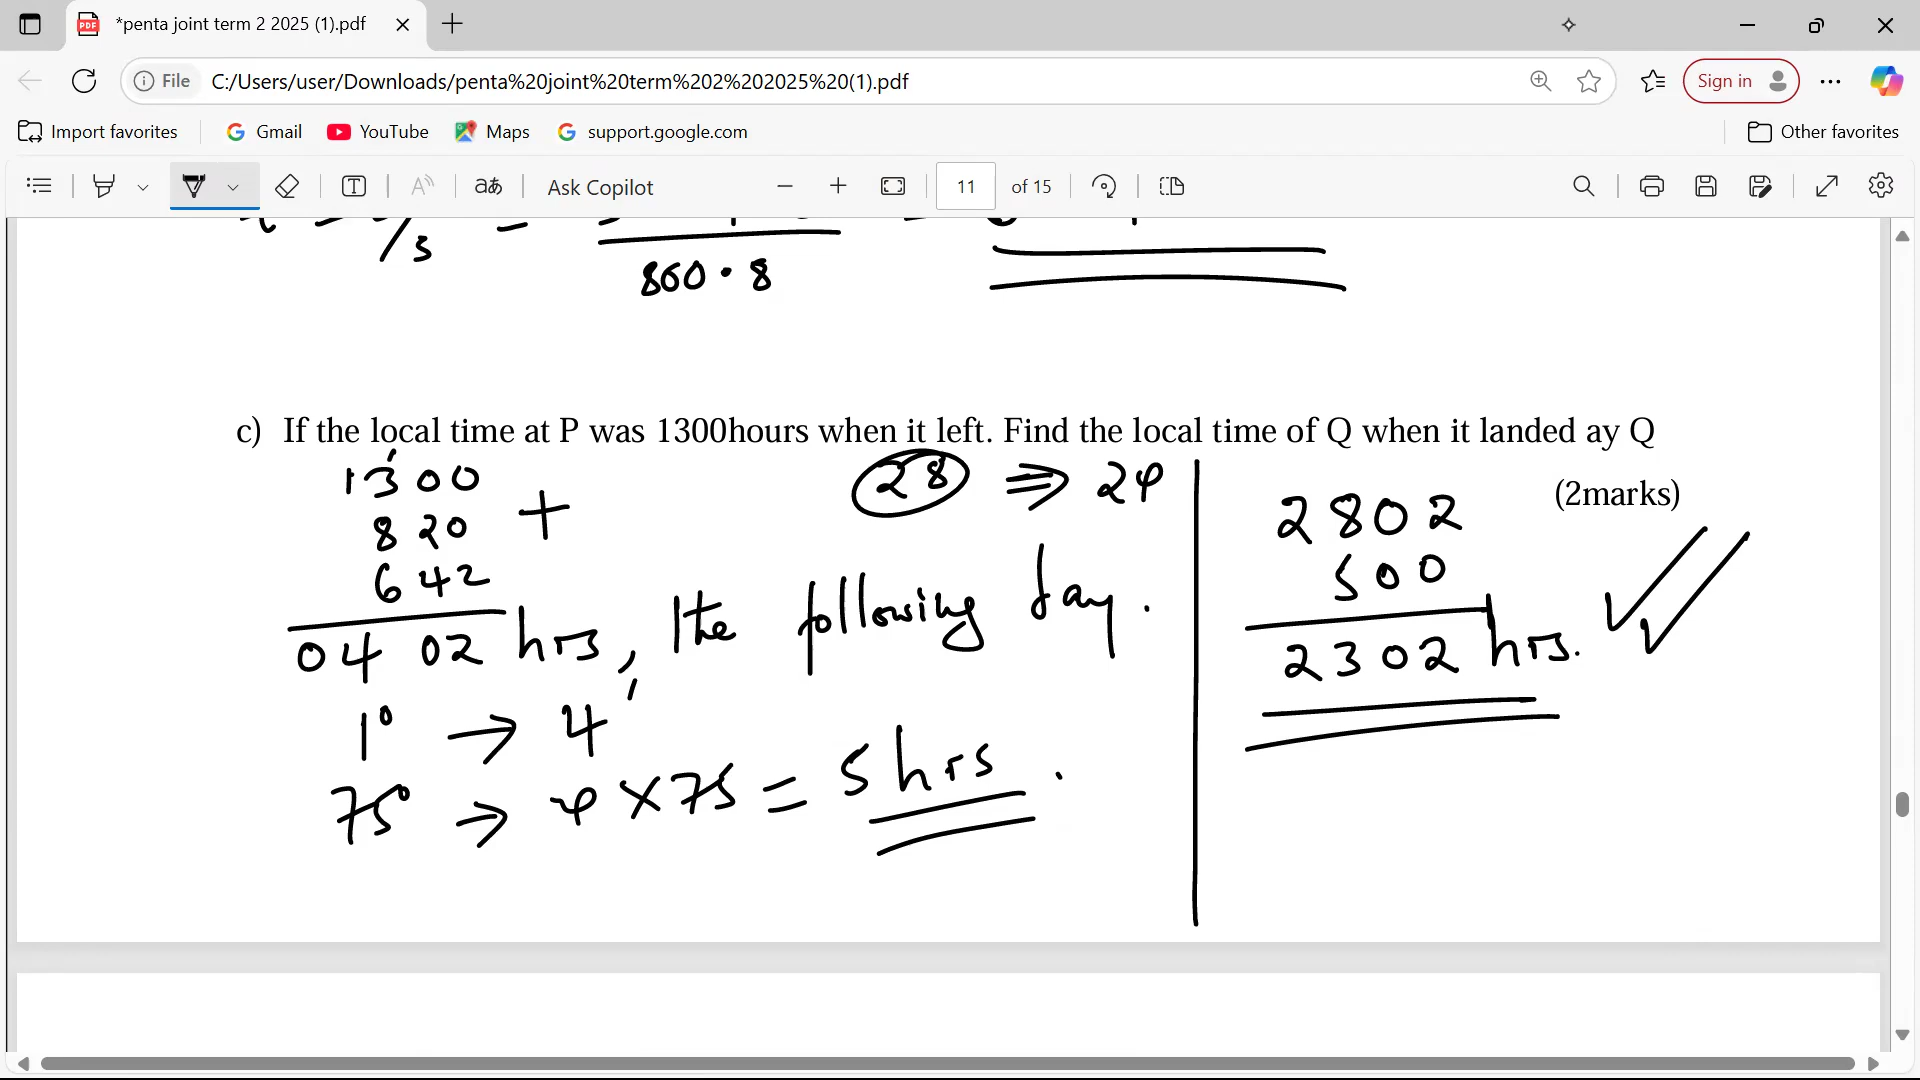 *penta joint term 2 2025 (1).pdf
File C:/Users/user/Downloads/penta%20joint%20term%202%202025%20(1).pdf
Sign in
Import favorites Gmail YouTube Maps support.google.com Other favorites
Ask Copilot 11 of 15
860.8
c) If the local time at P was 1300hours when it left. Find the local time of Q when it landed ay Q
(2marks)
1300
820 +
642
0402 hrs, the following day.
1° → 4'
75° → 4 × 75 = 5 hrs.
28 ⇒ 24
2802
500
2302 hrs.